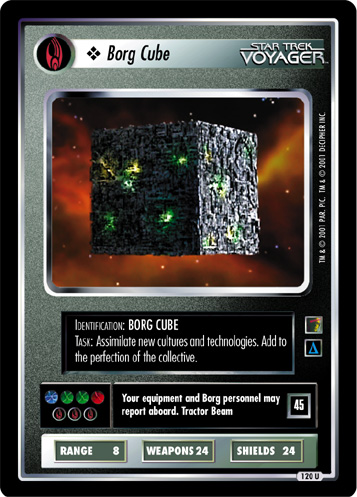 ❖ Borg Cube
STAR TREK
VOYAGER™
TM & © 2001 PAR. PIC. TM & © 2001 DECIPHER INC.
IDENTIFICATION: BORG CUBE
TASK: Assimilate new cultures and technologies. Add to
the perfection of the collective.
Your equipment and Borg personnel may
report aboard. Tractor Beam
45
RANGE 8
WEAPONS 24
SHIELDS 24
120 U